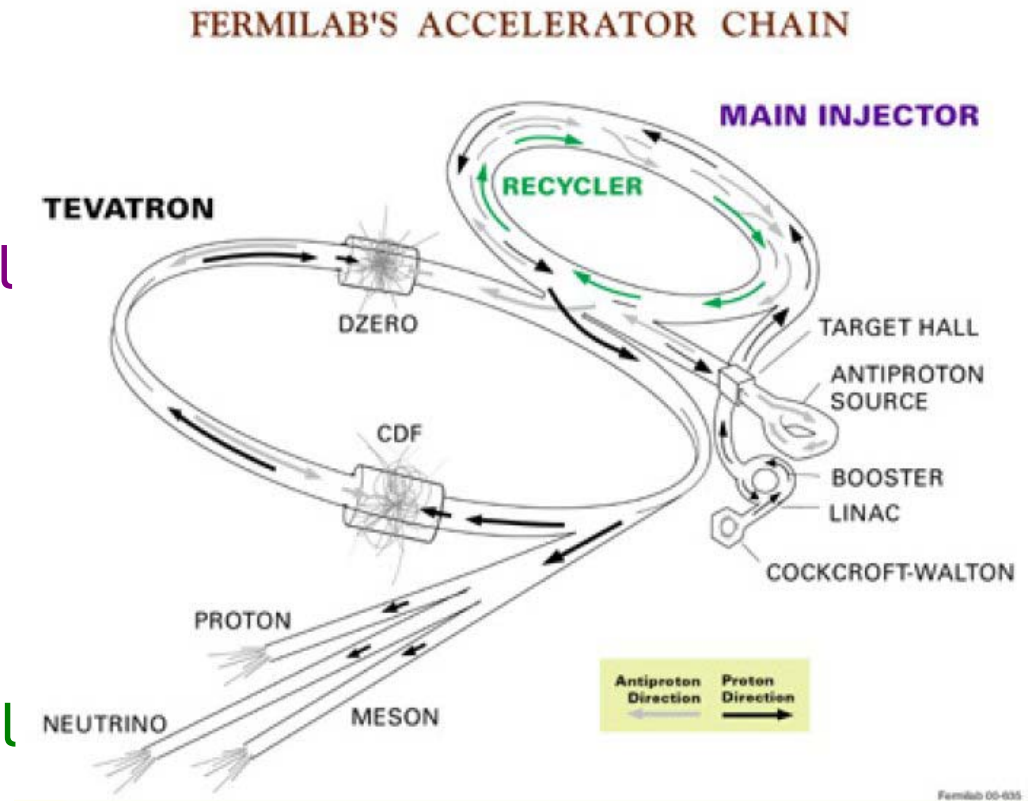 FERMILAB'S ACCELERATOR CHAIN
MAIN INJECTOR
RECYCLER
TEVATRON
l
DZERO
TARGET HALL
ANTIPROTON
SOURCE
CDF
BOOSTER
LINAC
COCKCROFT-WALTON
PROTON
Antiproton Proton
Direction Direction
NEUTRINO
MESON
l
Fermilab 00-635